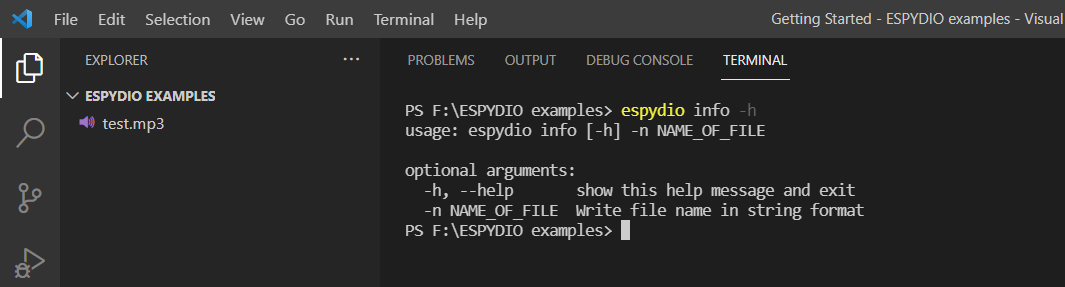 File Edit Selection View Go Run Terminal Help Getting Started - ESPYDIO examples - Visual
EXPLORER ...
ESPYDIO EXAMPLES
test.mp3
PROBLEMS OUTPUT DEBUG CONSOLE TERMINAL
PS F:\ESPYDIO examples> espydio info -h
usage: espydio info [-h] -n NAME_OF_FILE
optional arguments:
-h, --help show this help message and exit
-n NAME_OF_FILE Write file name in string format
PS F:\ESPYDIO examples>